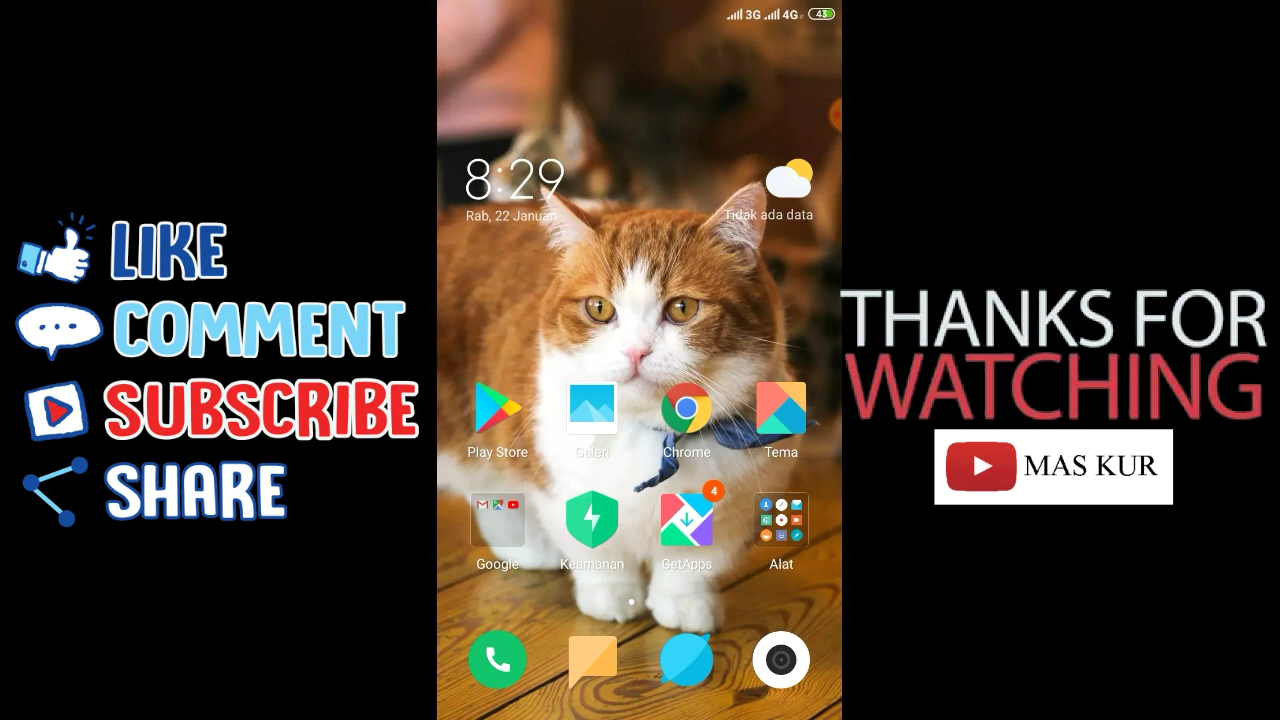 LIKE
COMMENT
SUBSCRIBE
SHARE
3G 4G 43
8:29
Rab, 22 Januari
Tidak ada data
Play Store
Galeri
Chrome
Tema
4
Google
Keamanan
GetApps
Alat
THANKS FOR
WATCHING
MAS KUR